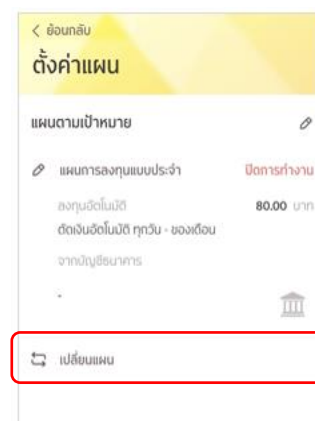 < ย้อนกลับ
ตั้งค่าแผน
แผนตามเป้าหมาย
แผนการลงทุนแบบประจำ ปิดการทำงาน
ลงทุนอัตโนมัติ 80.00 บาท
ตัดเงินอัตโนมัติ ทุกวัน - ของเดือน
จากบัญชีธนาคาร
-
เปลี่ยนแผน